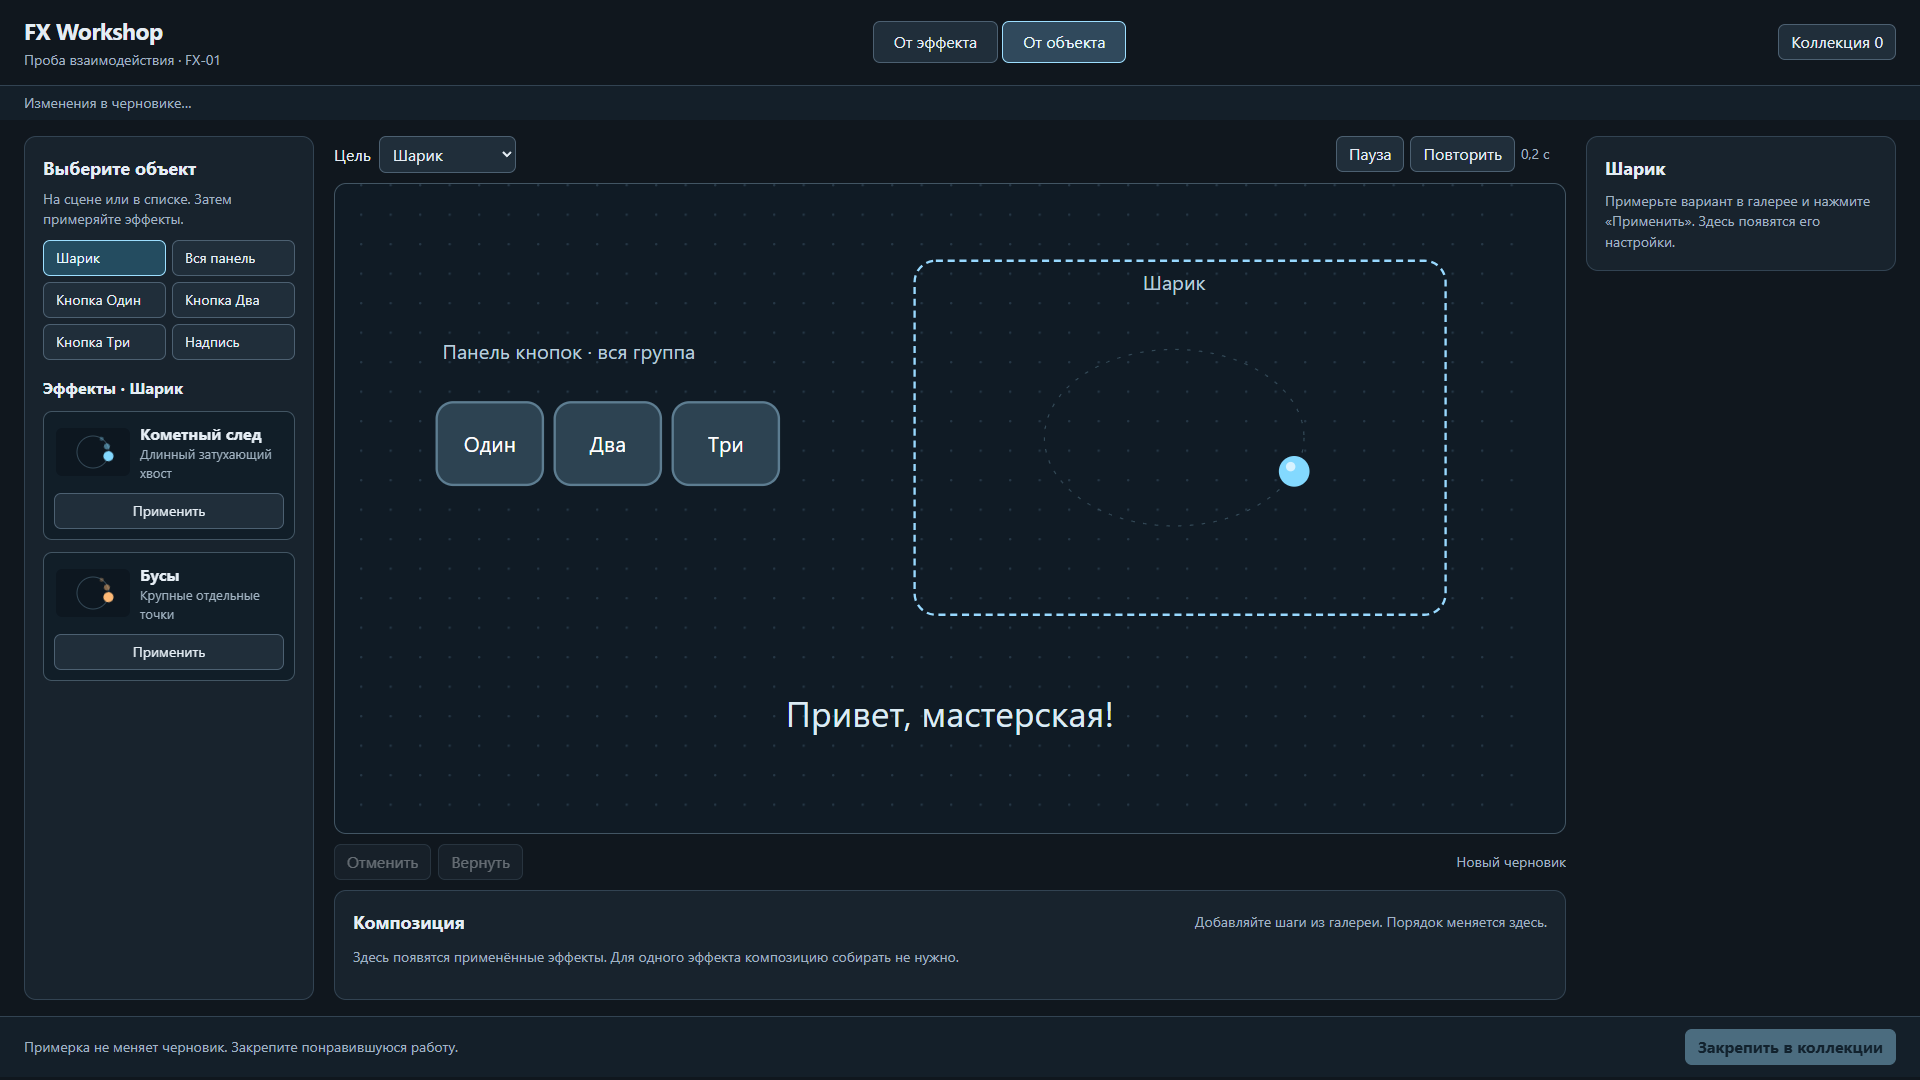 FX Workshop
Проба взаимодействия · FX-01
От эффекта
От объекта
Коллекция 0
Изменения в черновике...
Выберите объект
На сцене или в списке. Затем
примеряйте эффекты.
Шарик
Вся панель
Кнопка Один
Кнопка Два
Кнопка Три
Надпись
Эффекты · Шарик
Кометный след
Длинный затухающий
хвост
Применить
Бусы
Крупные отдельные
точки
Применить
Цель
Шарик
Пауза
Повторить
0,2 с
Шарик
Панель кнопок · вся группа
Один
Два
Три
Привет, мастерская!
Отменить
Вернуть
Новый черновик
Композиция
Добавляйте шаги из галереи. Порядок меняется здесь.
Здесь появятся применённые эффекты. Для одного эффекта композицию собирать не нужно.
Шарик
Примерьте вариант в галерее и нажмите
«Применить». Здесь появятся его
настройки.
Примерка не меняет черновик. Закрепите понравившуюся работу.
Закрепить в коллекции